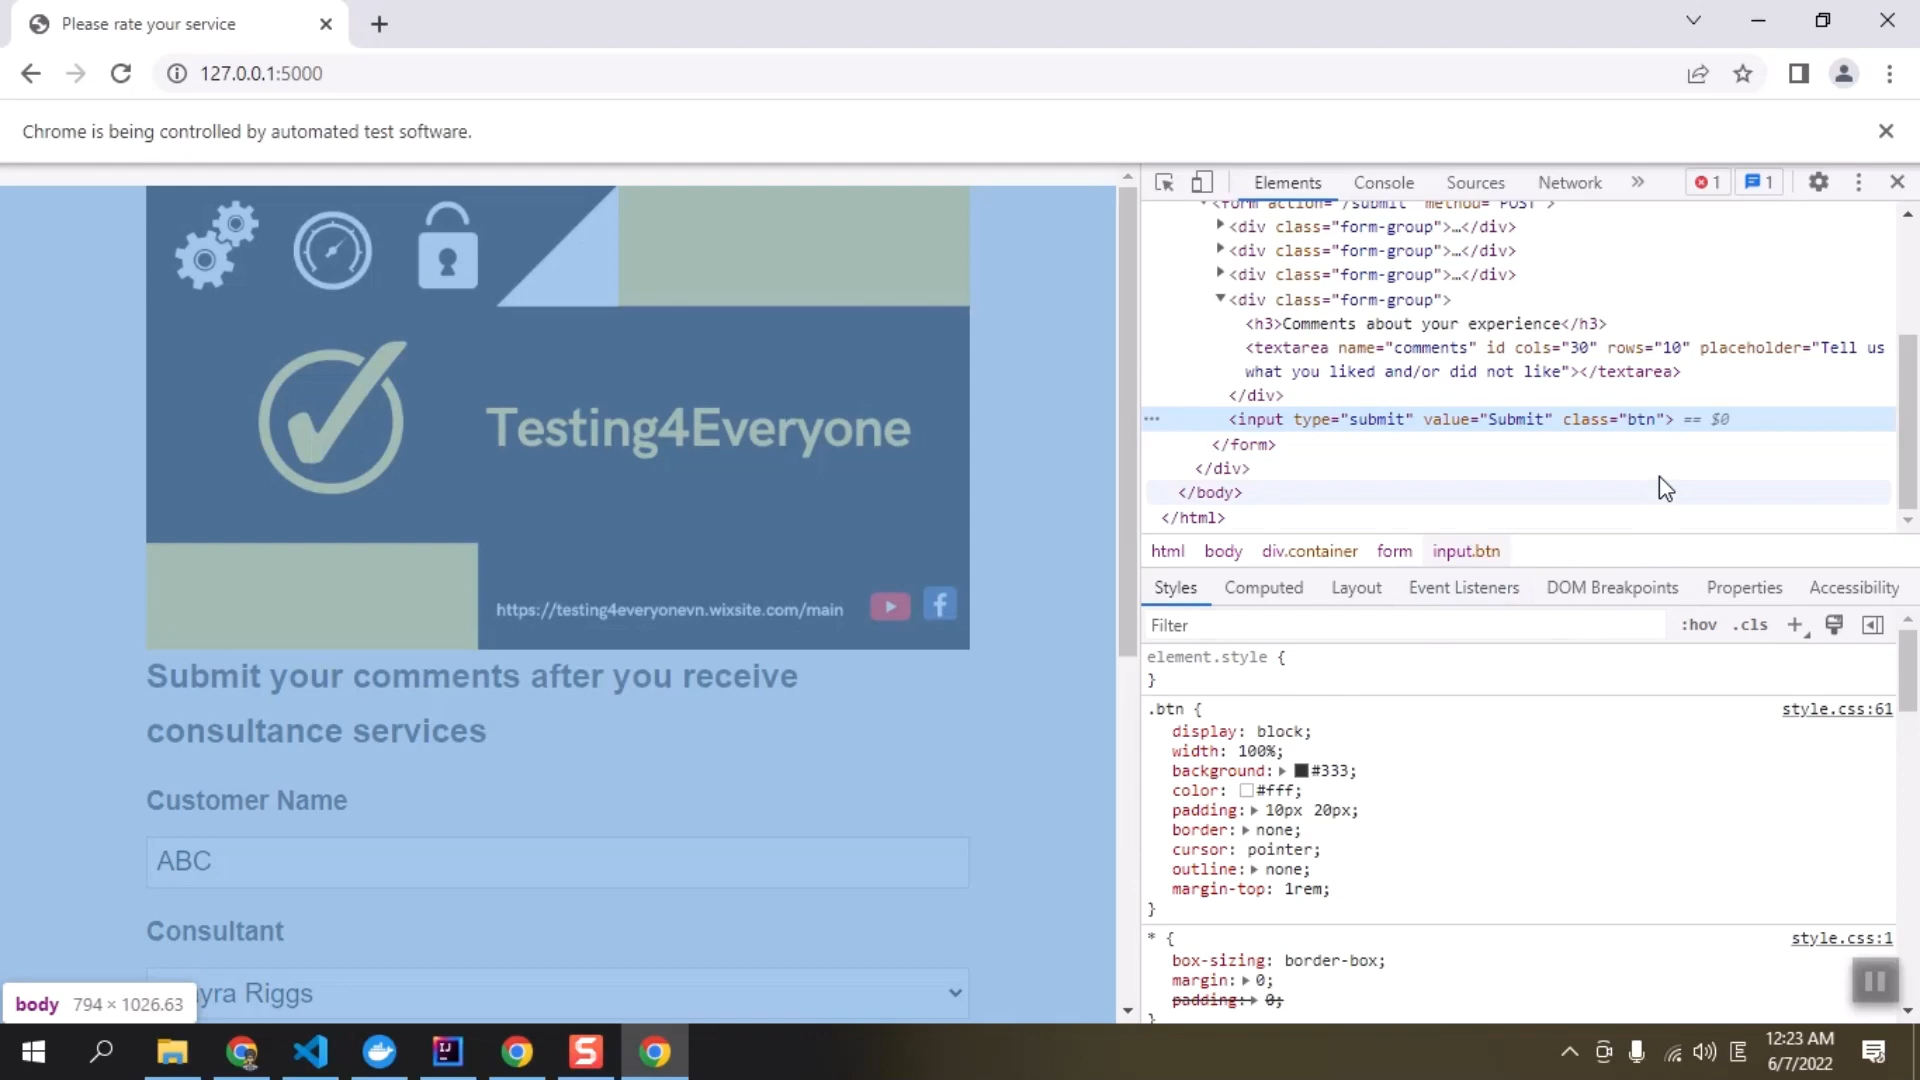 Please rate your service
127.0.0.1:5000
Chrome is being controlled by automated test software.
Testing4Everyone
https://testing4everyonevn.wixsite.com/main
Submit your comments after you receive
consultance services
Customer Name
ABC
Consultant
yra Riggs
body 794 × 1026.63
Elements Console Sources Network » 1 1
<form action="/submit" method="POST">
<div class="form-group">…</div>
<div class="form-group">…</div>
<div class="form-group">…</div>
<div class="form-group">
<h3>Comments about your experience</h3>
<textarea name="comments" id cols="30" rows="10" placeholder="Tell us
what you liked and/or did not like"></textarea>
</div>
<input type="submit" value="Submit" class="btn"> == $0
</form>
</div>
</body>
</html>
html body div.container form input.btn
Styles Computed Layout Event Listeners DOM Breakpoints Properties Accessibility
Filter :hov .cls
element.style {
}
.btn { style.css:61
display: block;
width: 100%;
background: #333;
color: #fff;
padding: 10px 20px;
border: none;
cursor: pointer;
outline: none;
margin-top: 1rem;
}
* { style.css:1
box-sizing: border-box;
margin: 0;
padding: 0;
}
12:23 AM
6/7/2022